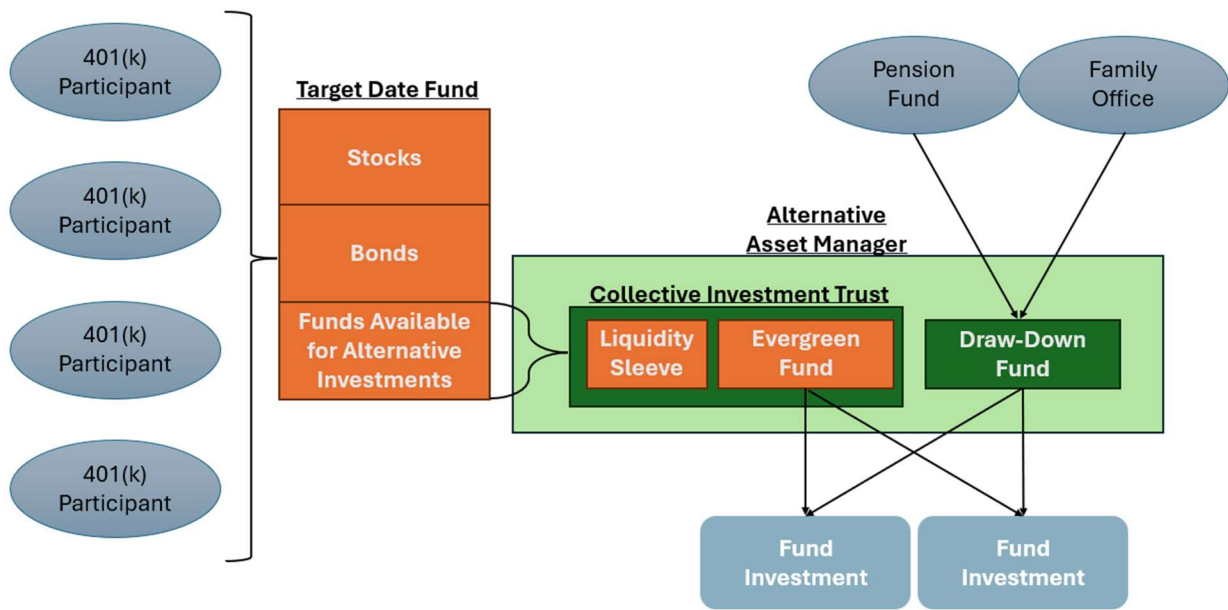 401(k)
Participant
401(k)
Participant
401(k)
Participant
401(k)
Participant
Target Date Fund
Stocks
Bonds
Funds Available
for Alternative
Investments
Pension
Fund
Family
Office
Alternative
Asset Manager
Collective Investment Trust
Liquidity
Sleeve
Evergreen
Fund
Draw-Down
Fund
Fund
Investment
Fund
Investment